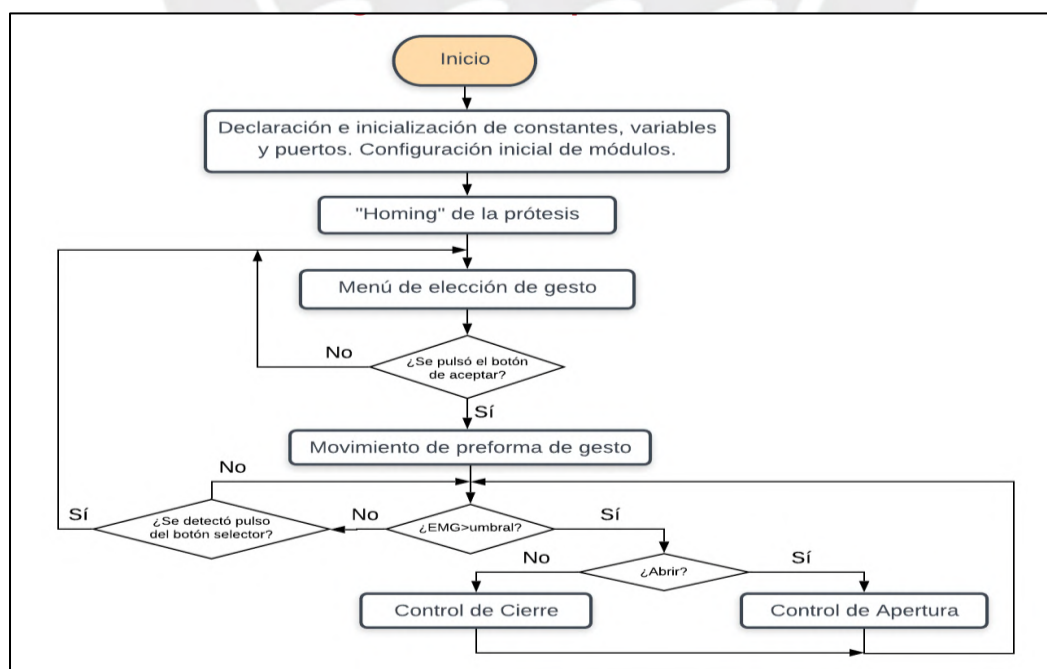 Inicio
Declaración e inicialización de constantes, variables
y puertos. Configuración inicial de módulos.
"Homing" de la prótesis
Menú de elección de gesto
No
¿Se pulsó el botón
de aceptar?
Sí
Movimiento de preforma de gesto
No
Sí
¿Se detectó pulso
del botón selector?
No
¿EMG>umbral?
Sí
No
¿Abrir?
Sí
Control de Cierre
Control de Apertura